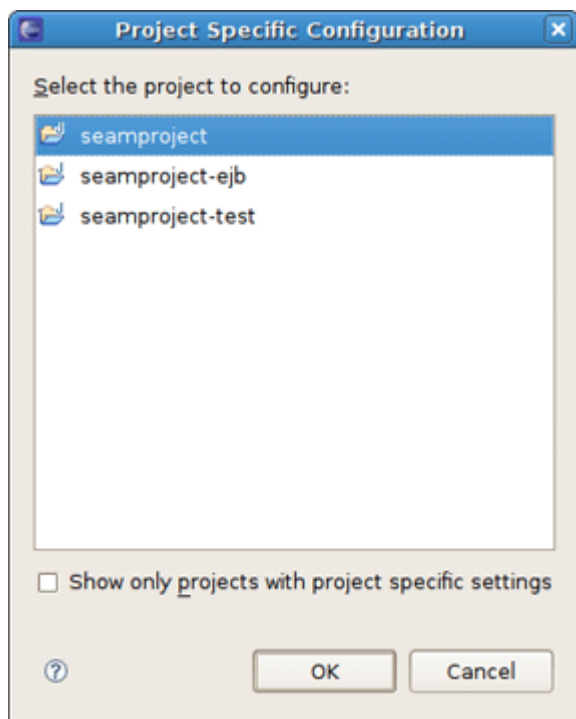 Project Specific Configuration
Select the project to configure:
seamproject
seamproject-ejb
seamproject-test
Show only projects with project specific settings
OK
Cancel